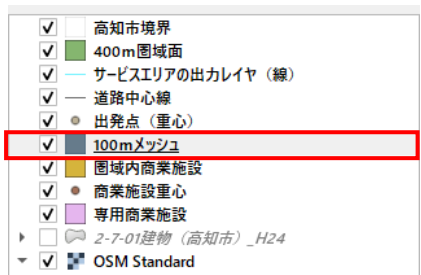 高知市境界
400m圏域面
サービスエリアの出力レイヤ（線）
道路中心線
出発点（重心）
100mメッシュ
圏域内商業施設
商業施設重心
専用商業施設
2-7-01建物（高知市）_H24
OSM Standard